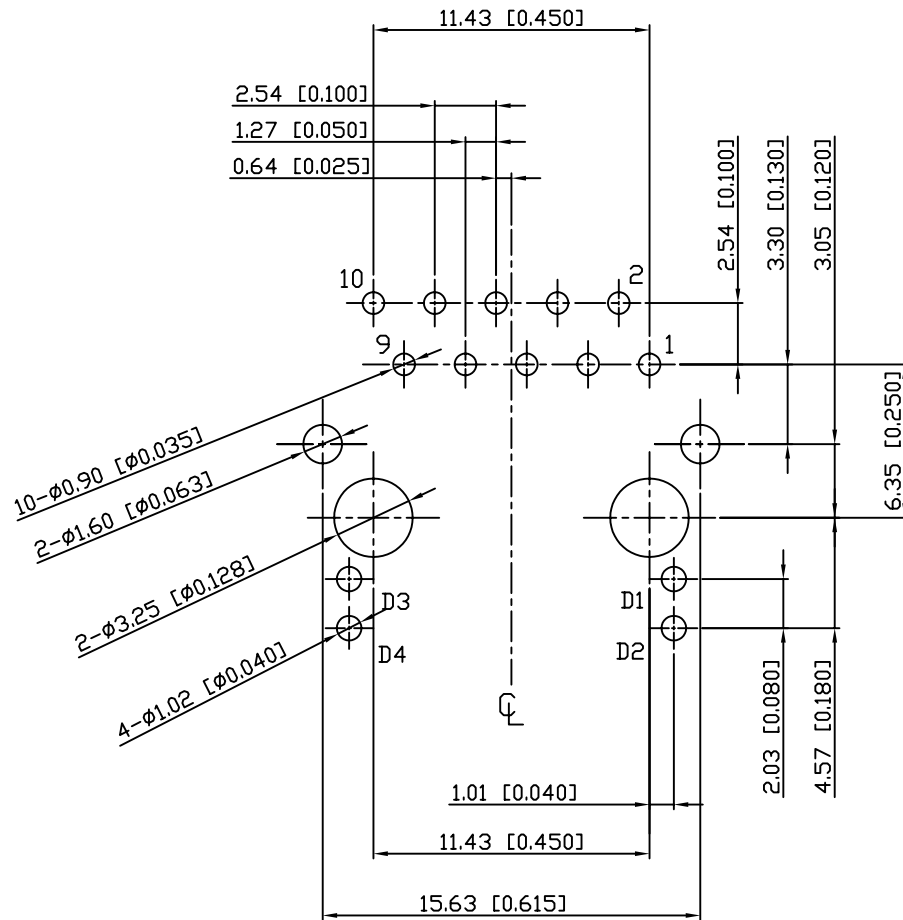 11.43 [0.450]
2.54 [0.100]
1.27 [0.050]
0.64 [0.025]
2.54 [0.100]
3.30 [0.130]
3.05 [0.120]
10
2
9
1
6.35 [0.250]
10-ø0.90 [ø0.035]
2-ø1.60 [ø0.063]
2-ø3.25 [ø0.128]
4-ø1.02 [ø0.040]
D3
D1
D4
D2
CL
2.03 [0.080]
4.57 [0.180]
1.01 [0.040]
11.43 [0.450]
15.63 [0.615]